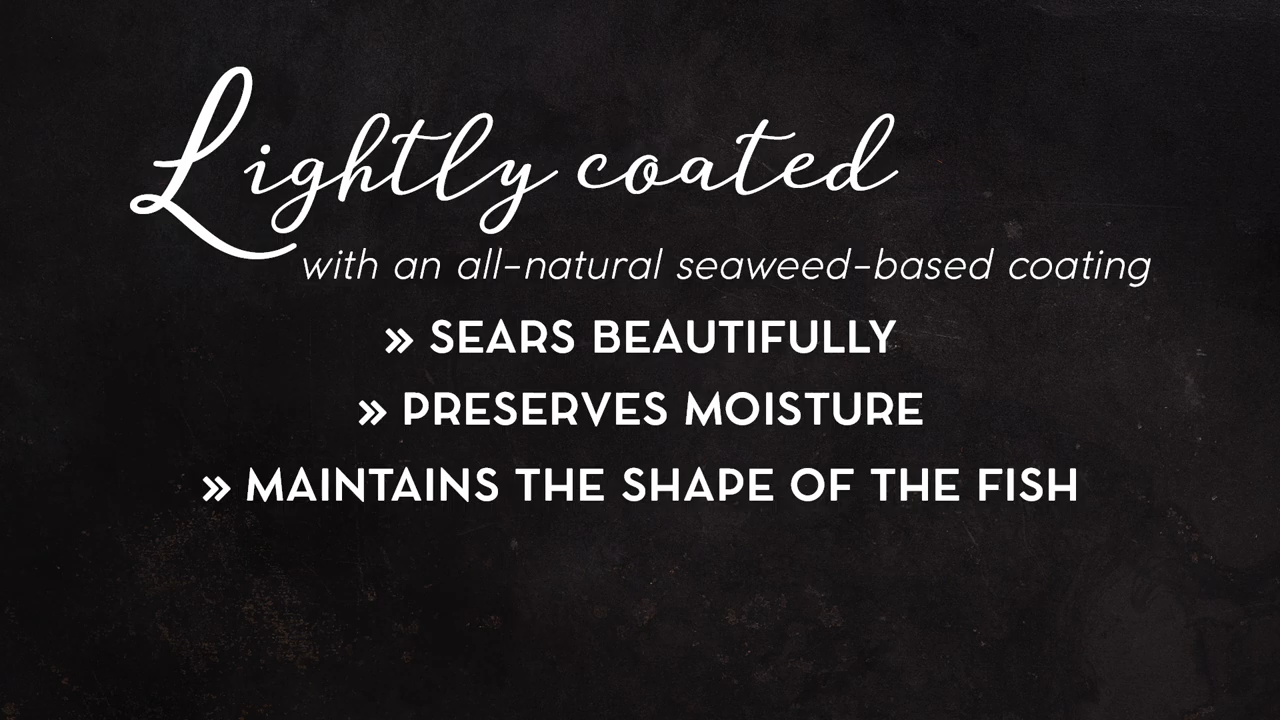 Lightly coated
with an all-natural seaweed-based coating
» SEARS BEAUTIFULLY
» PRESERVES MOISTURE
» MAINTAINS THE SHAPE OF THE FISH